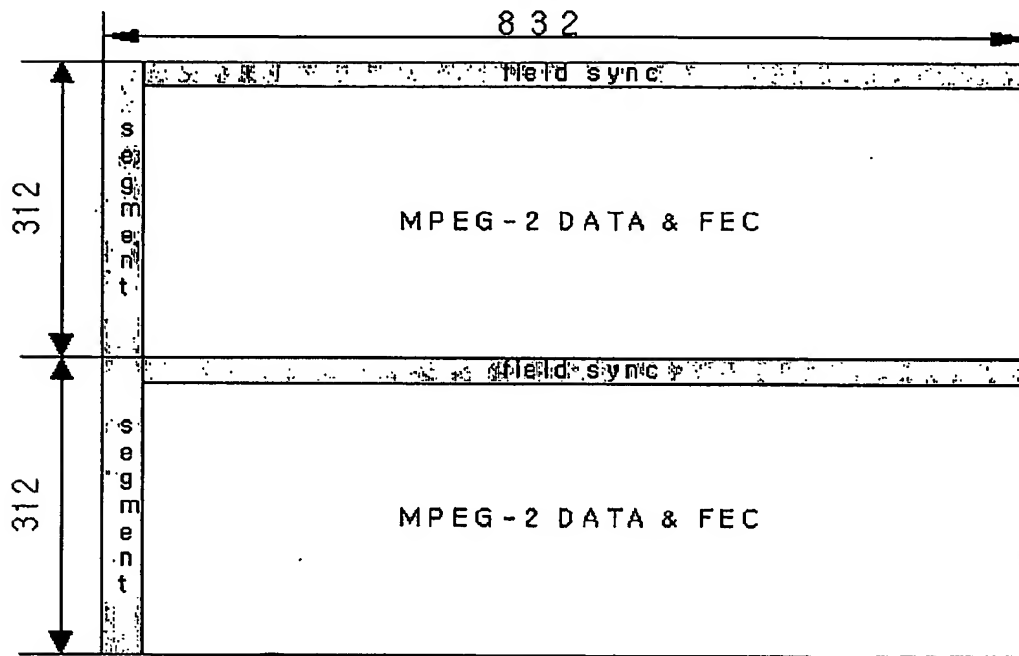 832
field sync
segment
312
MPEG-2 DATA & FEC
field sync
segment
312
MPEG-2 DATA & FEC